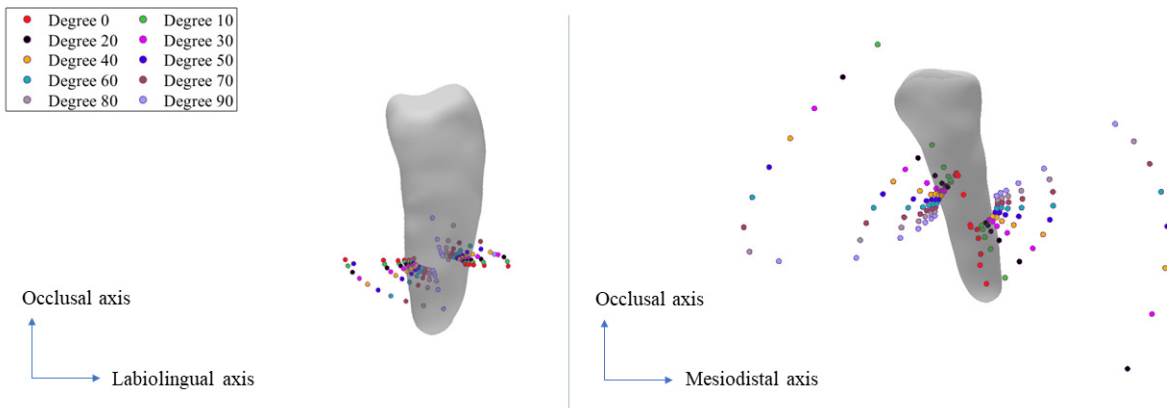 Degree 0 Degree 10
Degree 20 Degree 30
Degree 40 Degree 50
Degree 60 Degree 70
Degree 80 Degree 90
Occlusal axis
Labiolingual axis
Occlusal axis
Mesiodistal axis